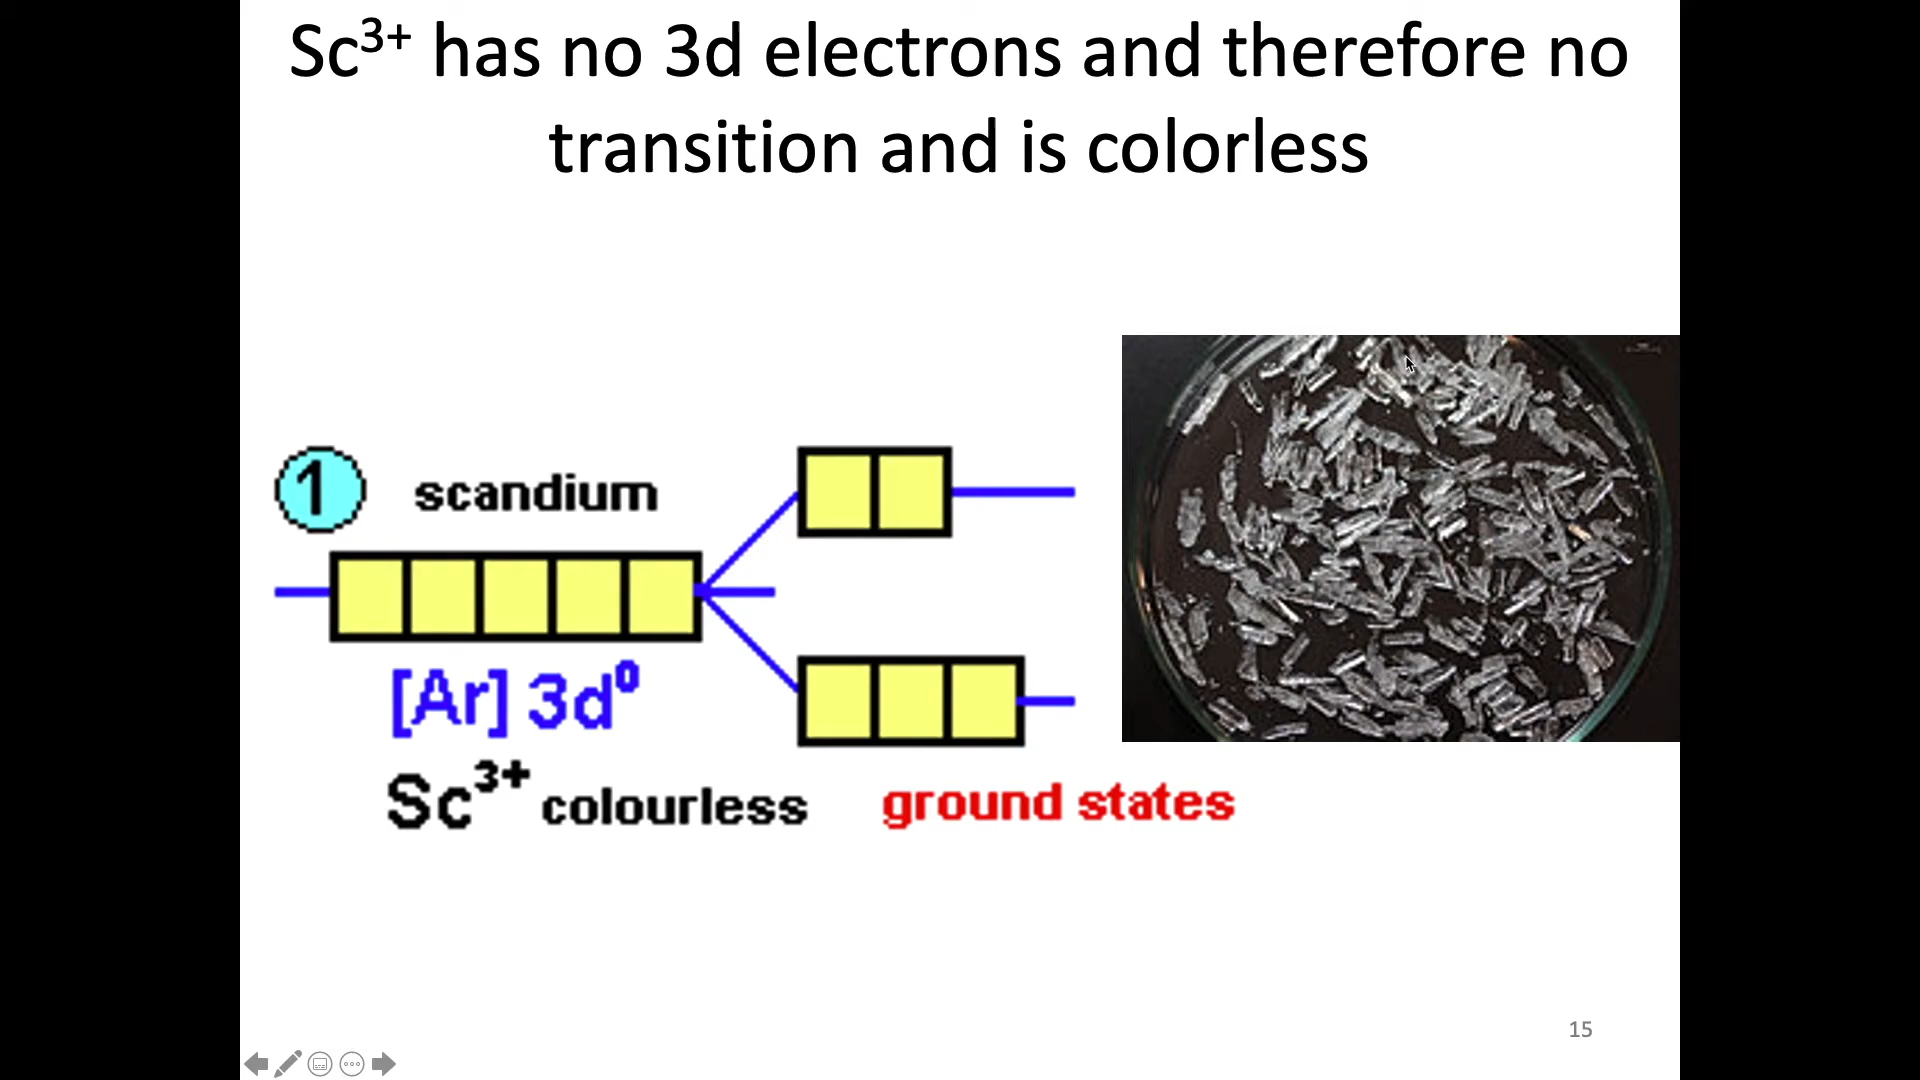 Sc³⁺ has no 3d electrons and therefore no
transition and is colorless
1 scandium
[Ar] 3d⁰
Sc³⁺ colourless
ground states
15